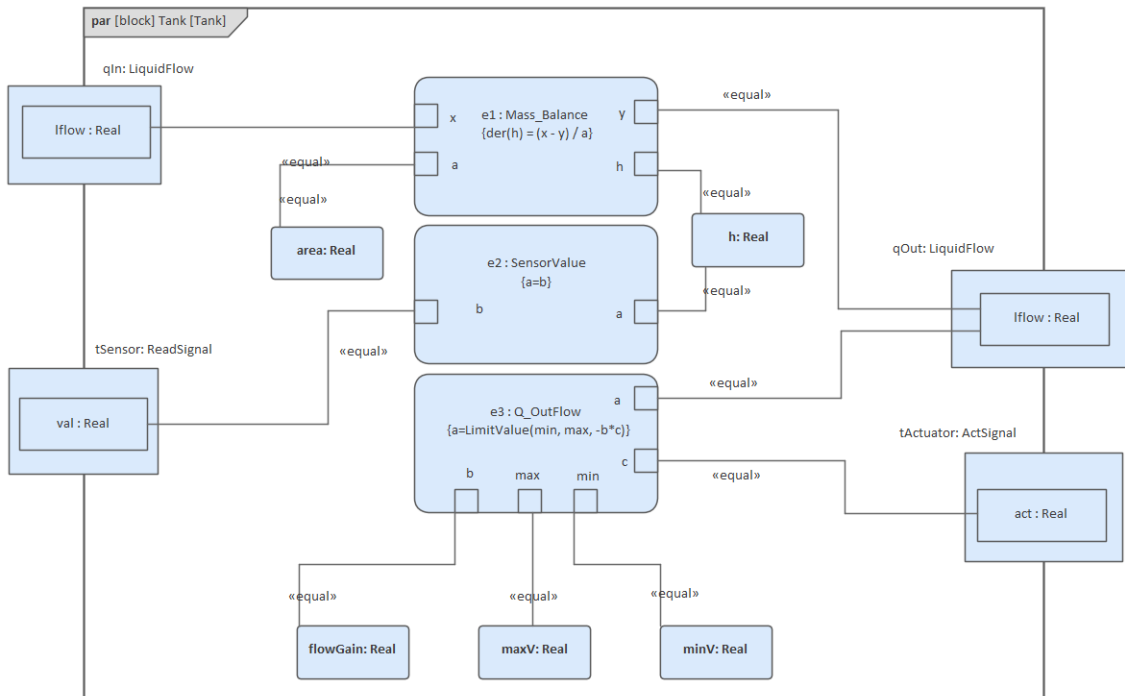 par [block] Tank [Tank]
qIn: LiquidFlow
lflow : Real
e1 : Mass_Balance
{der(h) = (x - y) / a}
x
a
y
h
«equal»
«equal»
«equal»
«equal»
area: Real
h: Real
e2 : SensorValue
{a=b}
b
a
«equal»
qOut: LiquidFlow
lflow : Real
tSensor: ReadSignal
«equal»
val : Real
e3 : Q_OutFlow
{a=LimitValue(min, max, -b*c)}
a
c
b
max
min
«equal»
«equal»
tActuator: ActSignal
act : Real
«equal»
«equal»
«equal»
flowGain: Real
maxV: Real
minV: Real